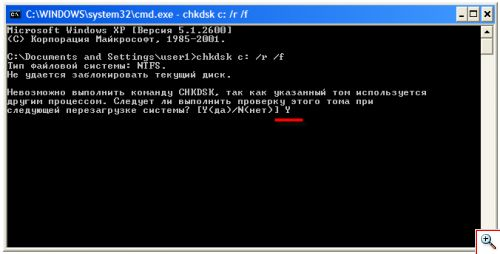 C:\WINDOWS\system32\cmd.exe - chkdsk c: /r /f
Microsoft Windows XP [Версия 5.1.2600]
(C) Корпорация Майкрософт, 1985-2001.
C:\Documents and Settings\user1>chkdsk c: /r /f
Тип файловой системы: NTFS.
Не удается заблокировать текущий диск.
Невозможно выполнить команду CHKDSK, так как указанный том используется
другим процессом. Следует ли выполнить проверку этого тома при
следующей перезагрузке системы? [Y(да)/N(нет)] Y